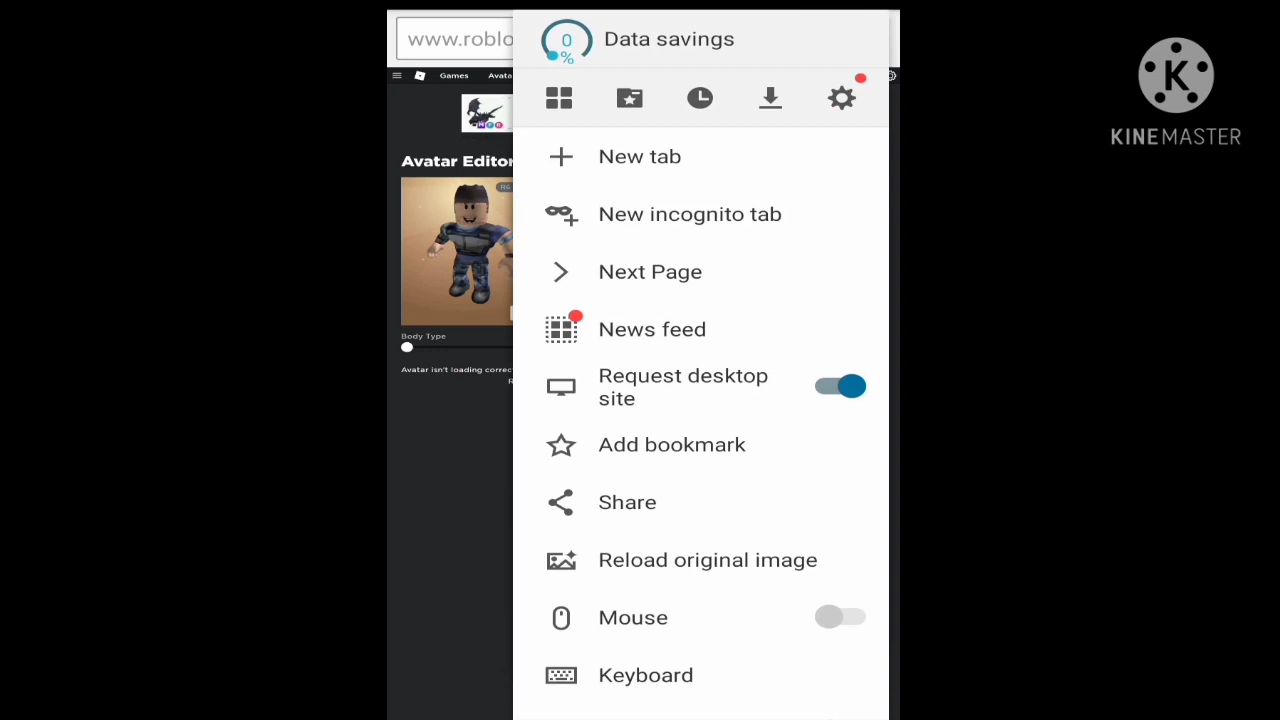 www.roblo
Data savings
0
%
Games
Avata
Avatar Editor
R6
Body Type
Avatar isn't loading correc
R
New tab
New incognito tab
Next Page
News feed
Request desktop
site
Add bookmark
Share
Reload original image
Mouse
Keyboard
K
KINEMASTER